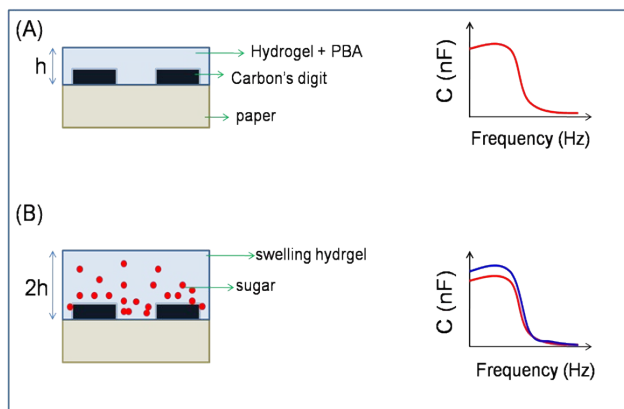 (A)
h
Hydrogel + PBA
Carbon's digit
paper
C (nF)
Frequency (Hz)
(B)
2h
swelling hydrgel
sugar
C (nF)
Frequency (Hz)